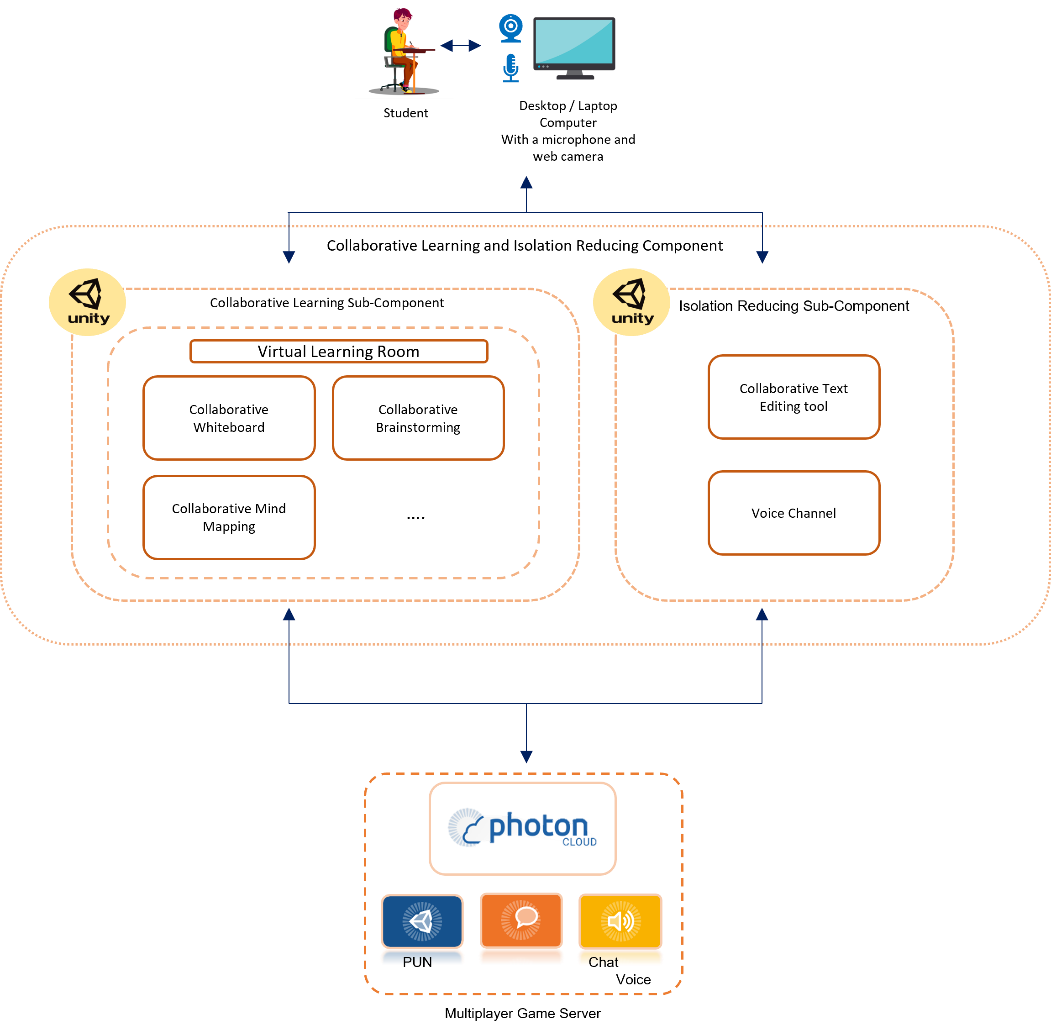 Student
Desktop / Laptop
Computer
With a microphone and
web camera
Collaborative Learning and Isolation Reducing Component
unity
Collaborative Learning Sub-Component
unity
Isolation Reducing Sub-Component
Virtual Learning Room
Collaborative
Whiteboard
Collaborative
Brainstorming
Collaborative Mind
Mapping
....
Collaborative Text
Editing tool
Voice Channel
photon
CLOUD
PUN
Chat
Voice
Multiplayer Game Server